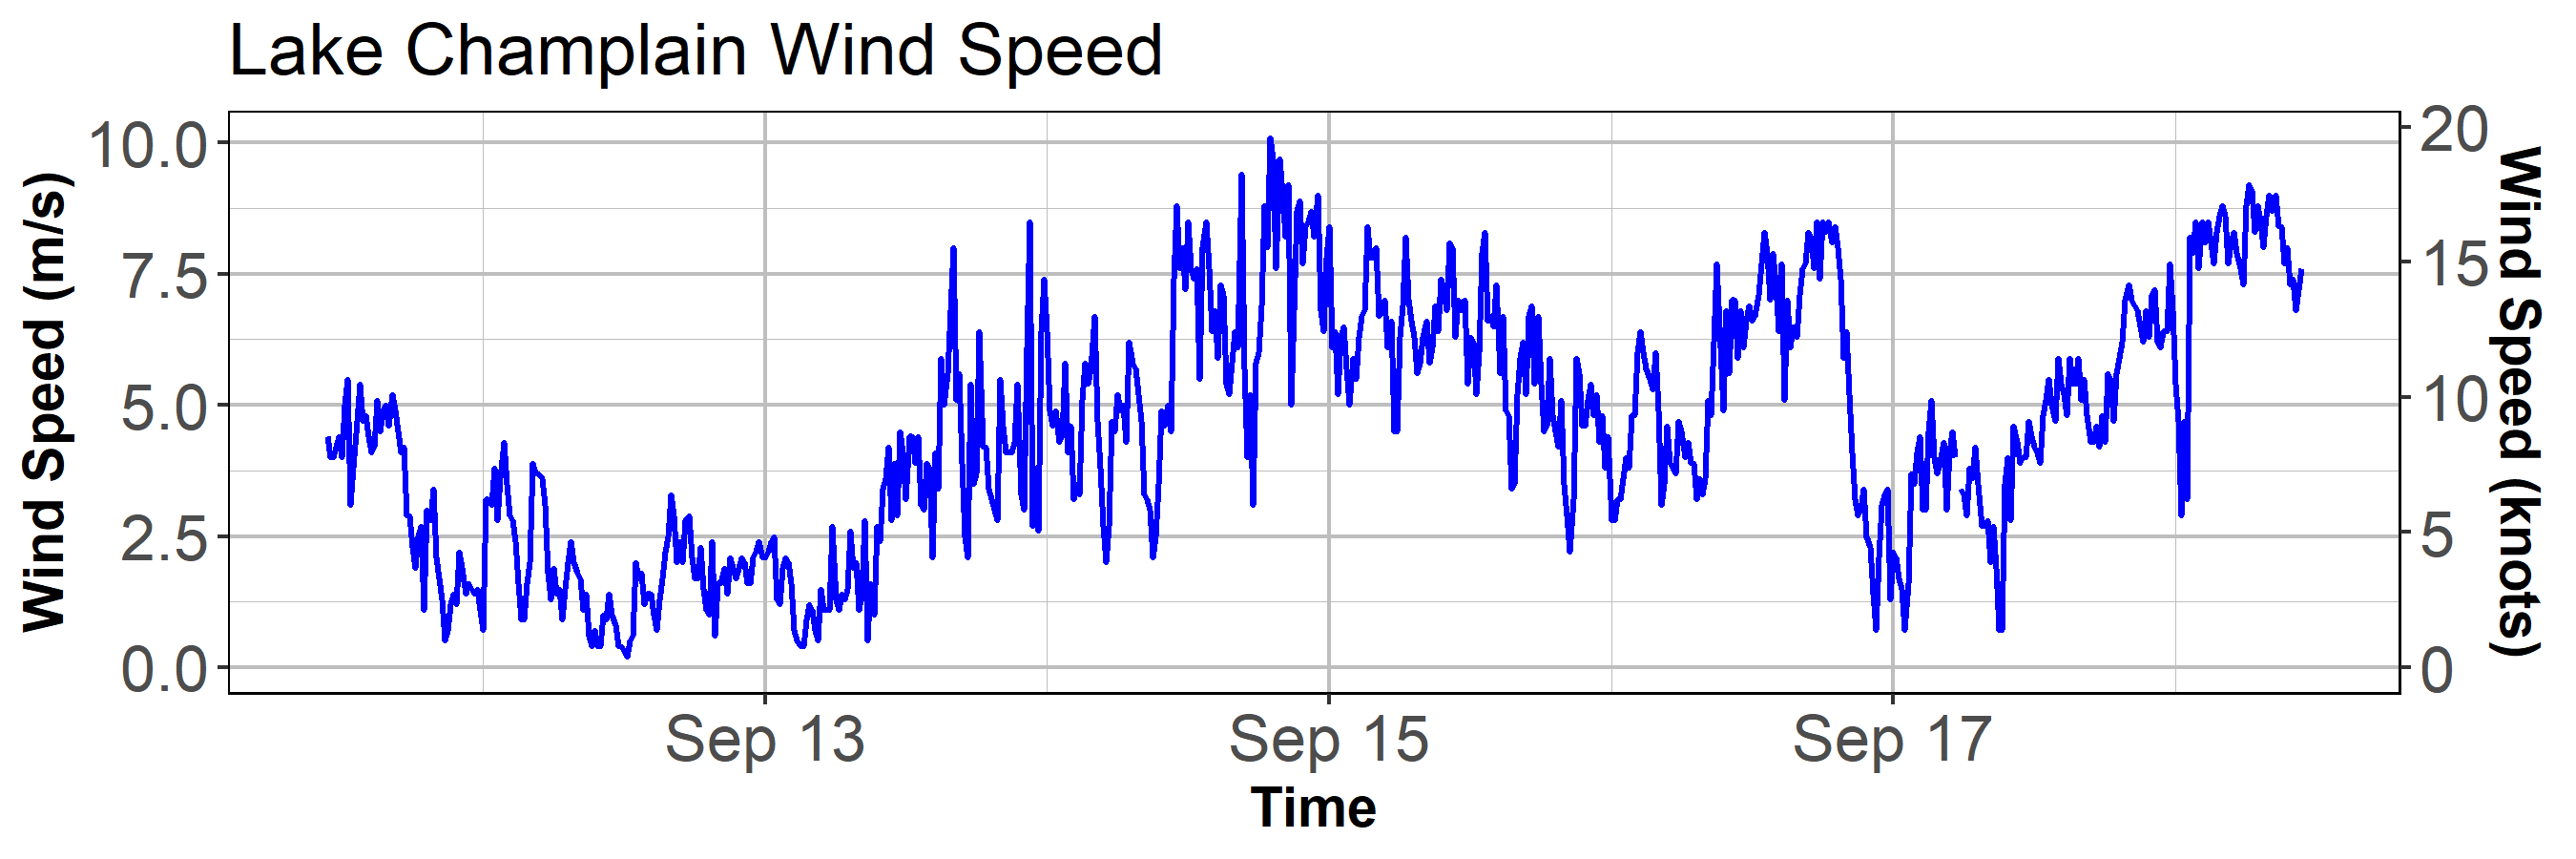 Lake Champlain Wind Speed
Wind Speed (m/s)
10.0
7.5
5.0
2.5
0.0
20
15
10
5
0
Wind Speed (knots)
Sep 13
Sep 15
Sep 17
Time